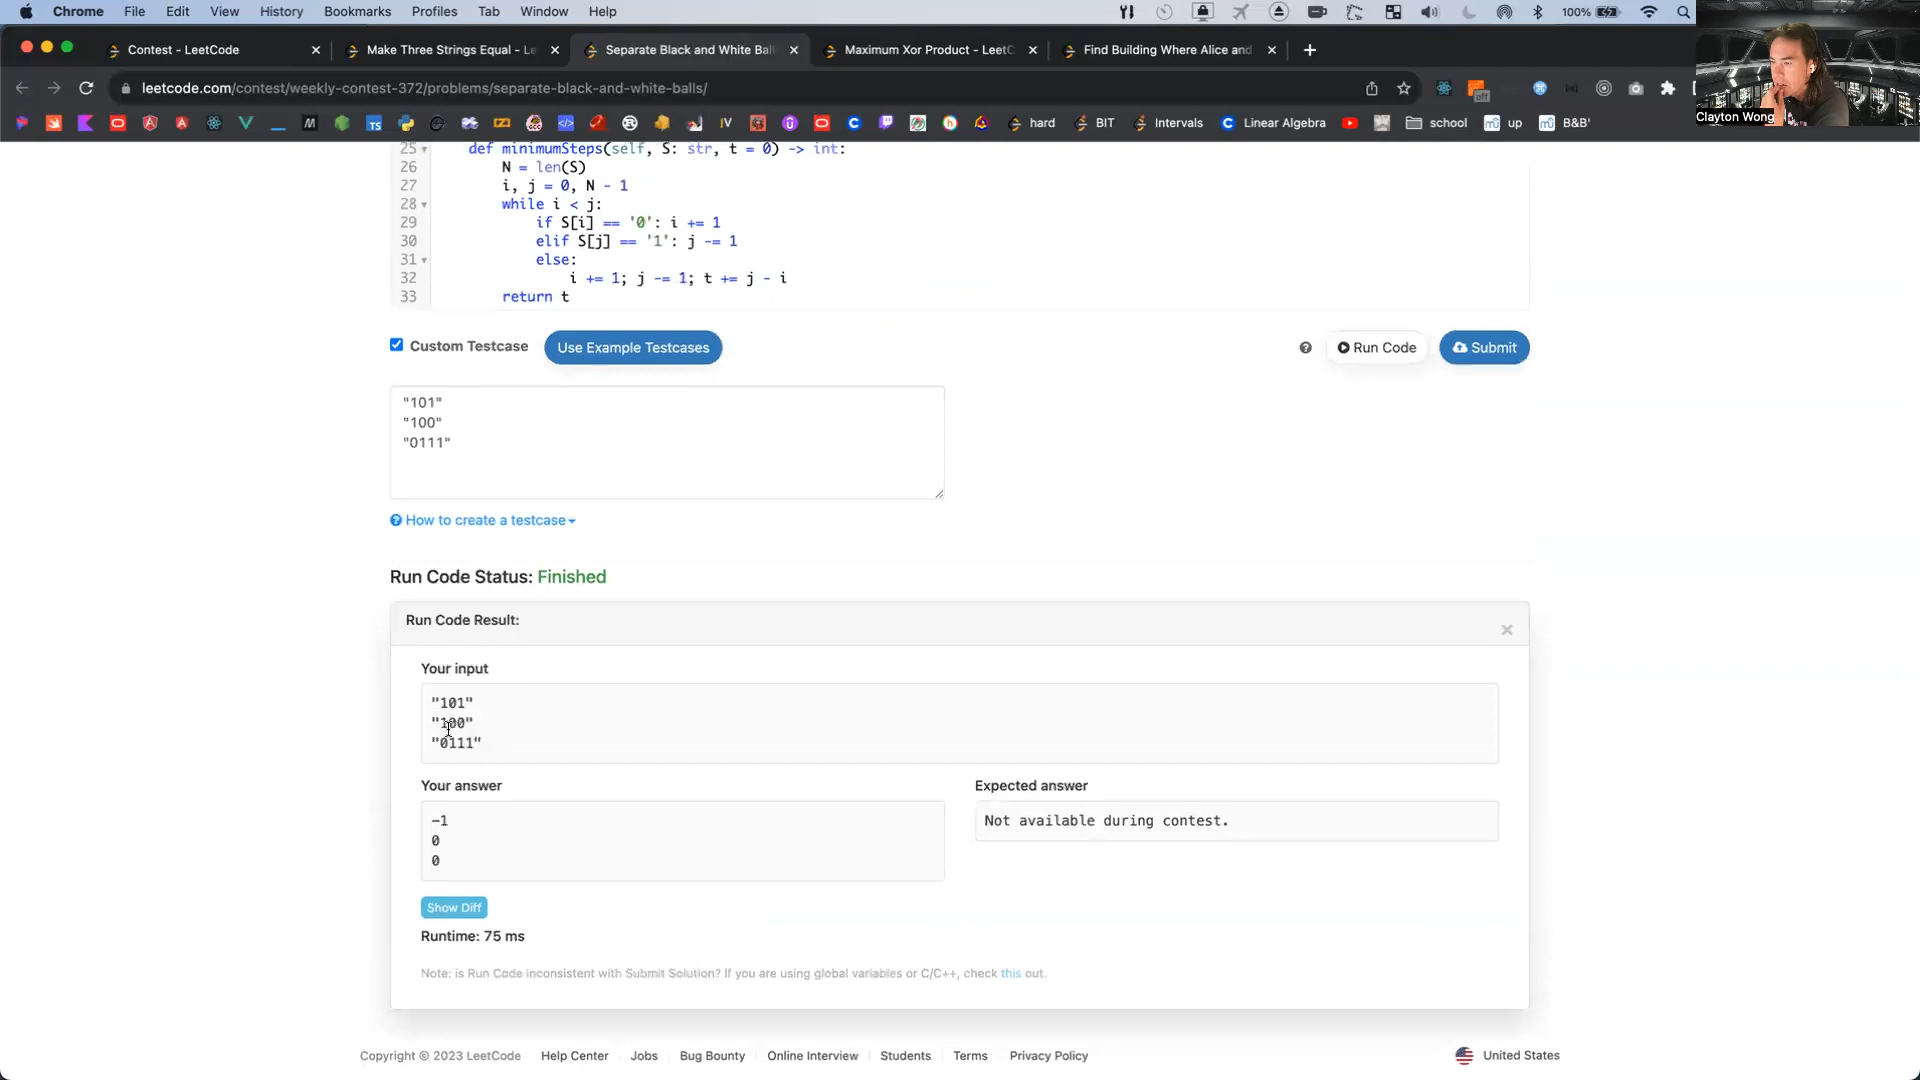 Chrome File Edit View History Bookmarks Profiles Tab Window Help 100%
Contest - LeetCode Make Three Strings Equal - Le Separate Black and White Ball Maximum Xor Product - LeetC Find Building Where Alice and
leetcode.com/contest/weekly-contest-372/problems/separate-black-and-white-balls/
off
Clayton Wong
TS IV hard BIT Intervals Linear Algebra school up B&B'
25 def minimumSteps(self, S: str, t = 0) -> int:
26 N = len(S)
27 i, j = 0, N - 1
28 while i < j:
29 if S[i] == '0': i += 1
30 elif S[j] == '1': j -= 1
31 else:
32 i += 1; j -= 1; t += j - i
33 return t
Custom Testcase Use Example Testcases Run Code Submit
"101"
"100"
"0111"
How to create a testcase
Run Code Status: Finished
Run Code Result:
Your input
"101"
"100"
"0111"
Your answer Expected answer
-1 Not available during contest.
0
0
Show Diff
Runtime: 75 ms
Note: is Run Code inconsistent with Submit Solution? If you are using global variables or C/C++, check this out.
Copyright © 2023 LeetCode Help Center Jobs Bug Bounty Online Interview Students Terms Privacy Policy United States